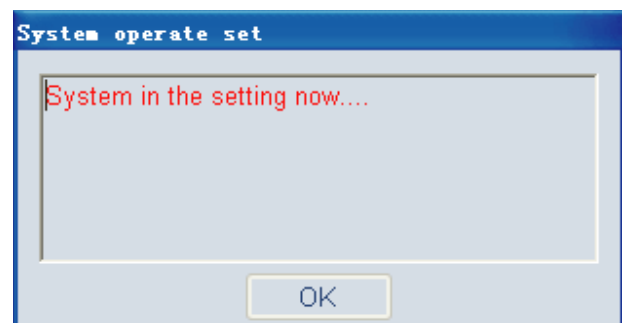 System operate set
System in the setting now....
OK